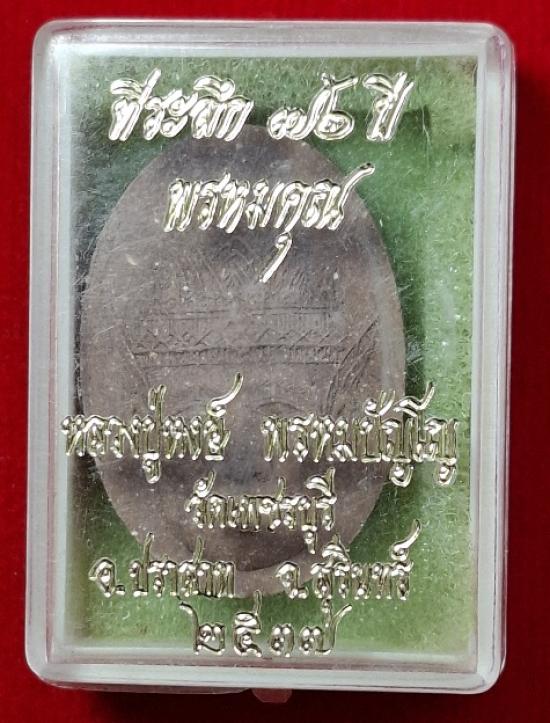 ที่ระลึก ๗๖ ปี
พรหมคุณ
หลวงปู่หงษ์ พรหมปัญโญ
วัดเพชรบุรี
อ.ปราสาท จ.สุรินทร์
๒๕๓๗